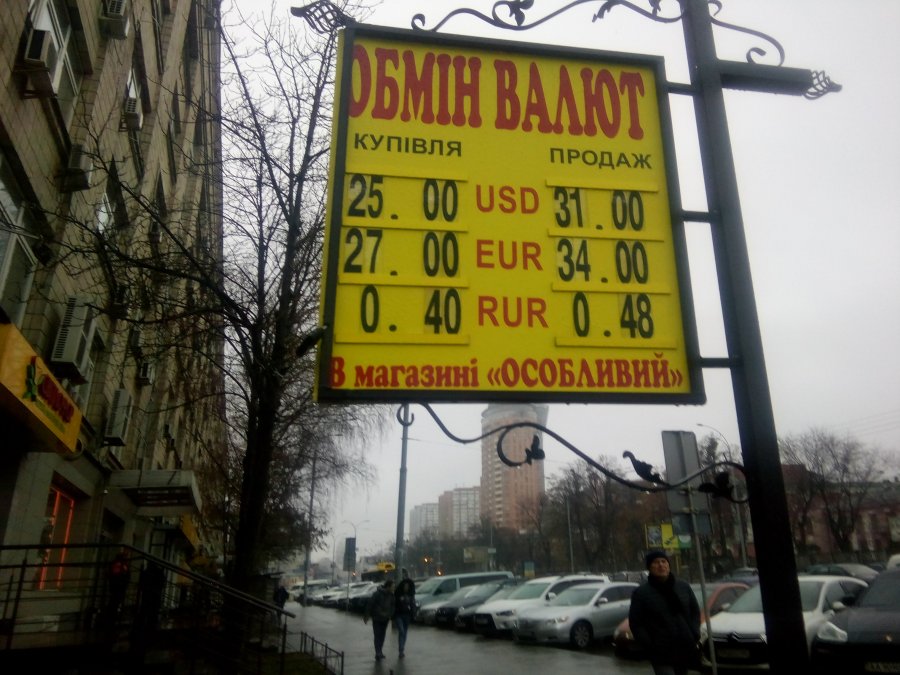 ОБМІН ВАЛЮТ
КУПІВЛЯ ПРОДАЖ
25.00 USD 31.00
27.00 EUR 34.00
0.40 RUR 0.48
В магазині «ОСОБЛИВИЙ»